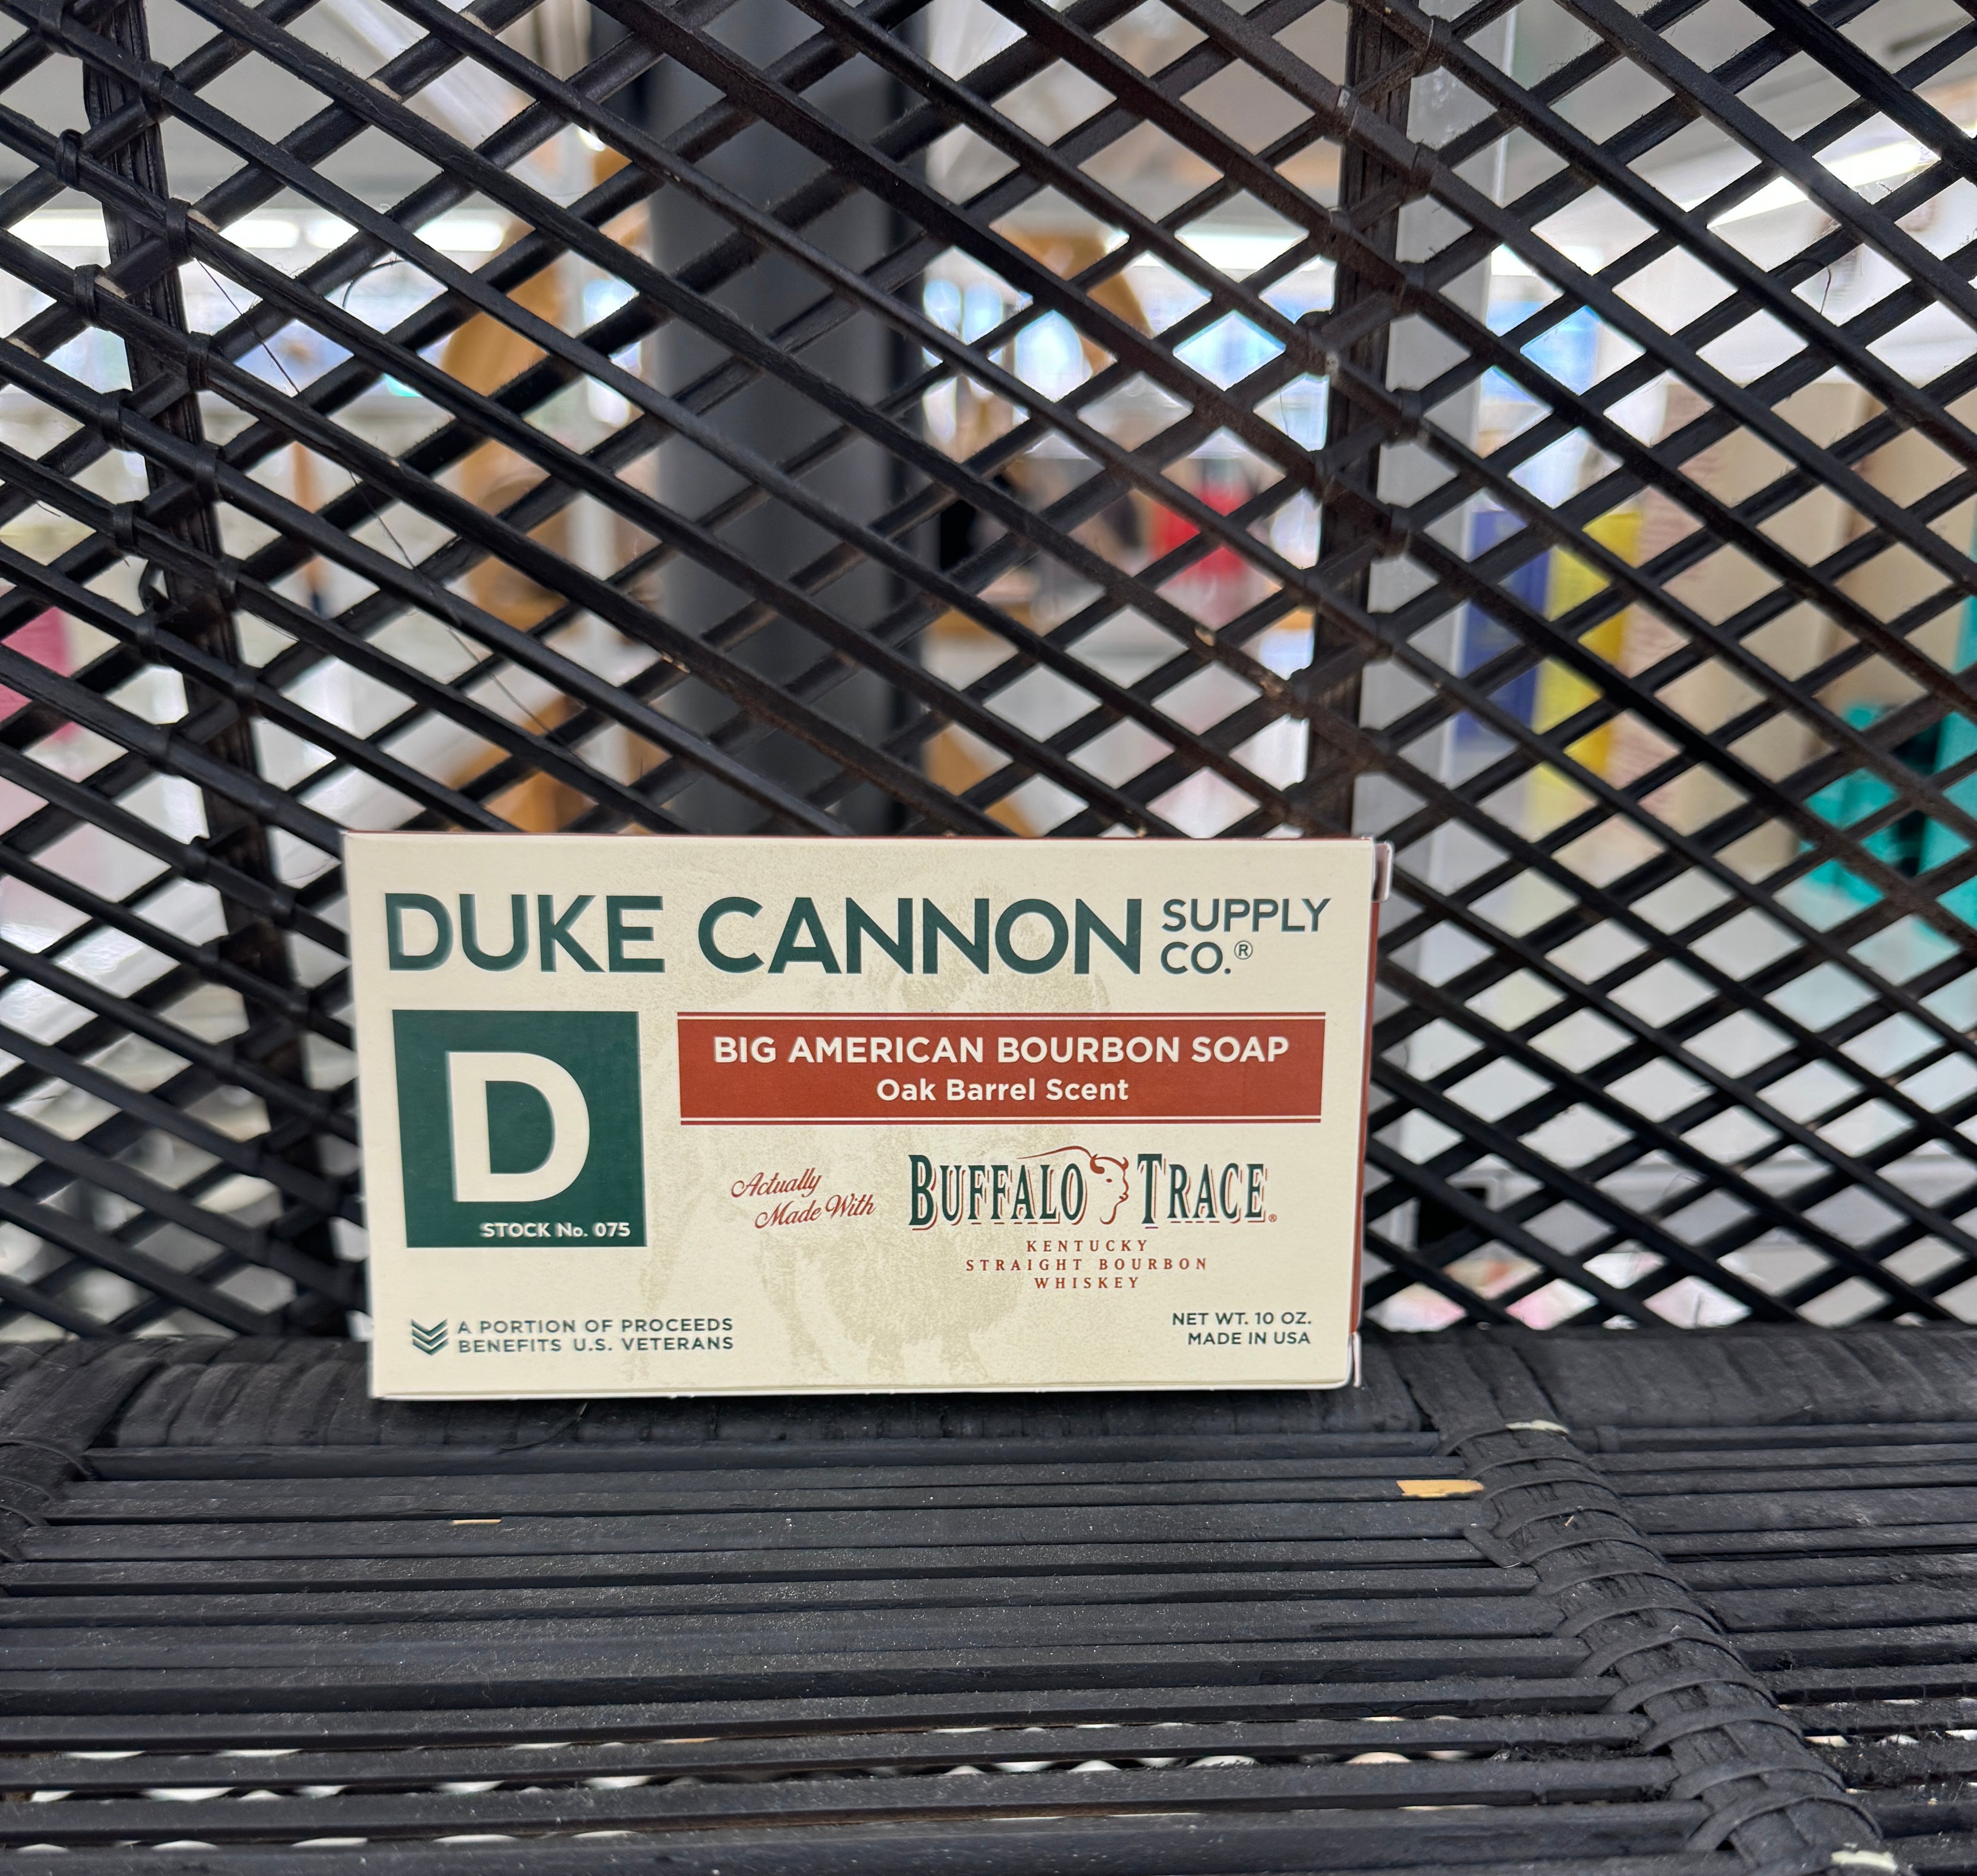 DUKE CANNON SUPPLY CO.®
BIG AMERICAN BOURBON SOAP
Oak Barrel Scent
D
STOCK No. 075
Actually
Made With
BUFFALO TRACE®
KENTUCKY
STRAIGHT BOURBON
WHISKEY
A PORTION OF PROCEEDS
BENEFITS U.S. VETERANS
NET WT. 10 OZ.
MADE IN USA